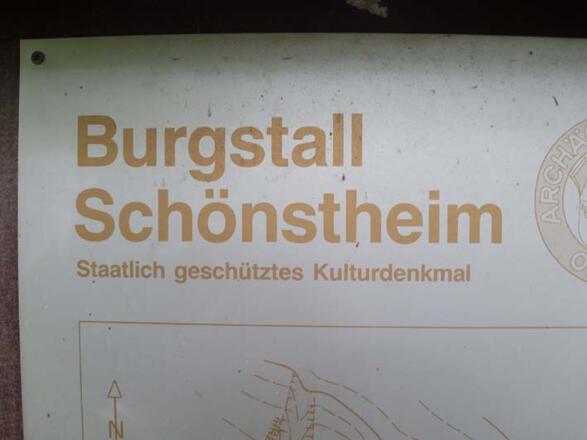 Burgstall
Schönstheim
Staatlich geschütztes Kulturdenkmal
N